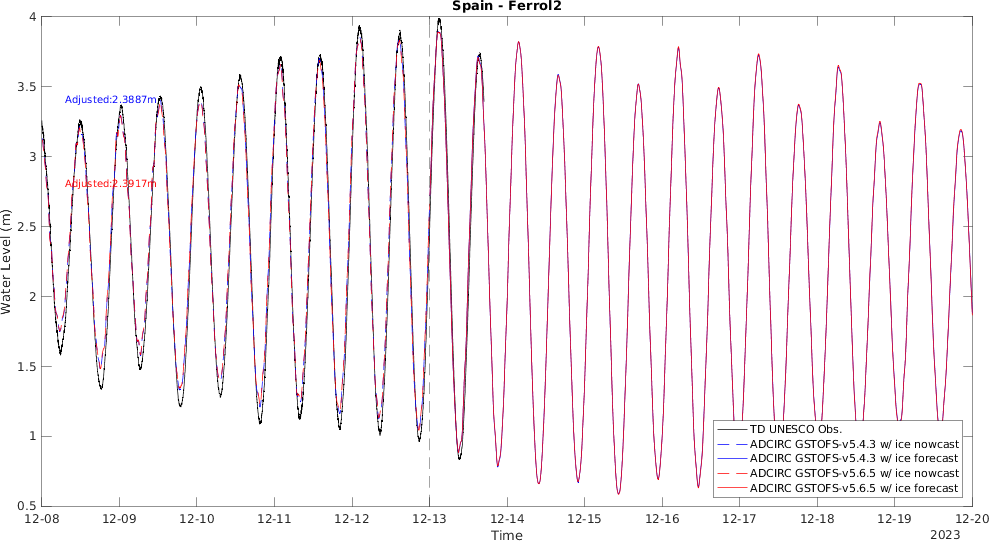 Spain - Ferrol2
Water Level (m)
4
3.5
3
2.5
2
1.5
1
0.5
Adjusted:2.3887m
Adjusted:2.3917m
TD UNESCO Obs.
ADCIRC GSTOFS-v5.4.3 w/ ice nowcast
ADCIRC GSTOFS-v5.4.3 w/ ice forecast
ADCIRC GSTOFS-v5.6.5 w/ ice nowcast
ADCIRC GSTOFS-v5.6.5 w/ ice forecast
12-08 12-09 12-10 12-11 12-12 12-13 12-14 12-15 12-16 12-17 12-18 12-19 12-20
Time
2023